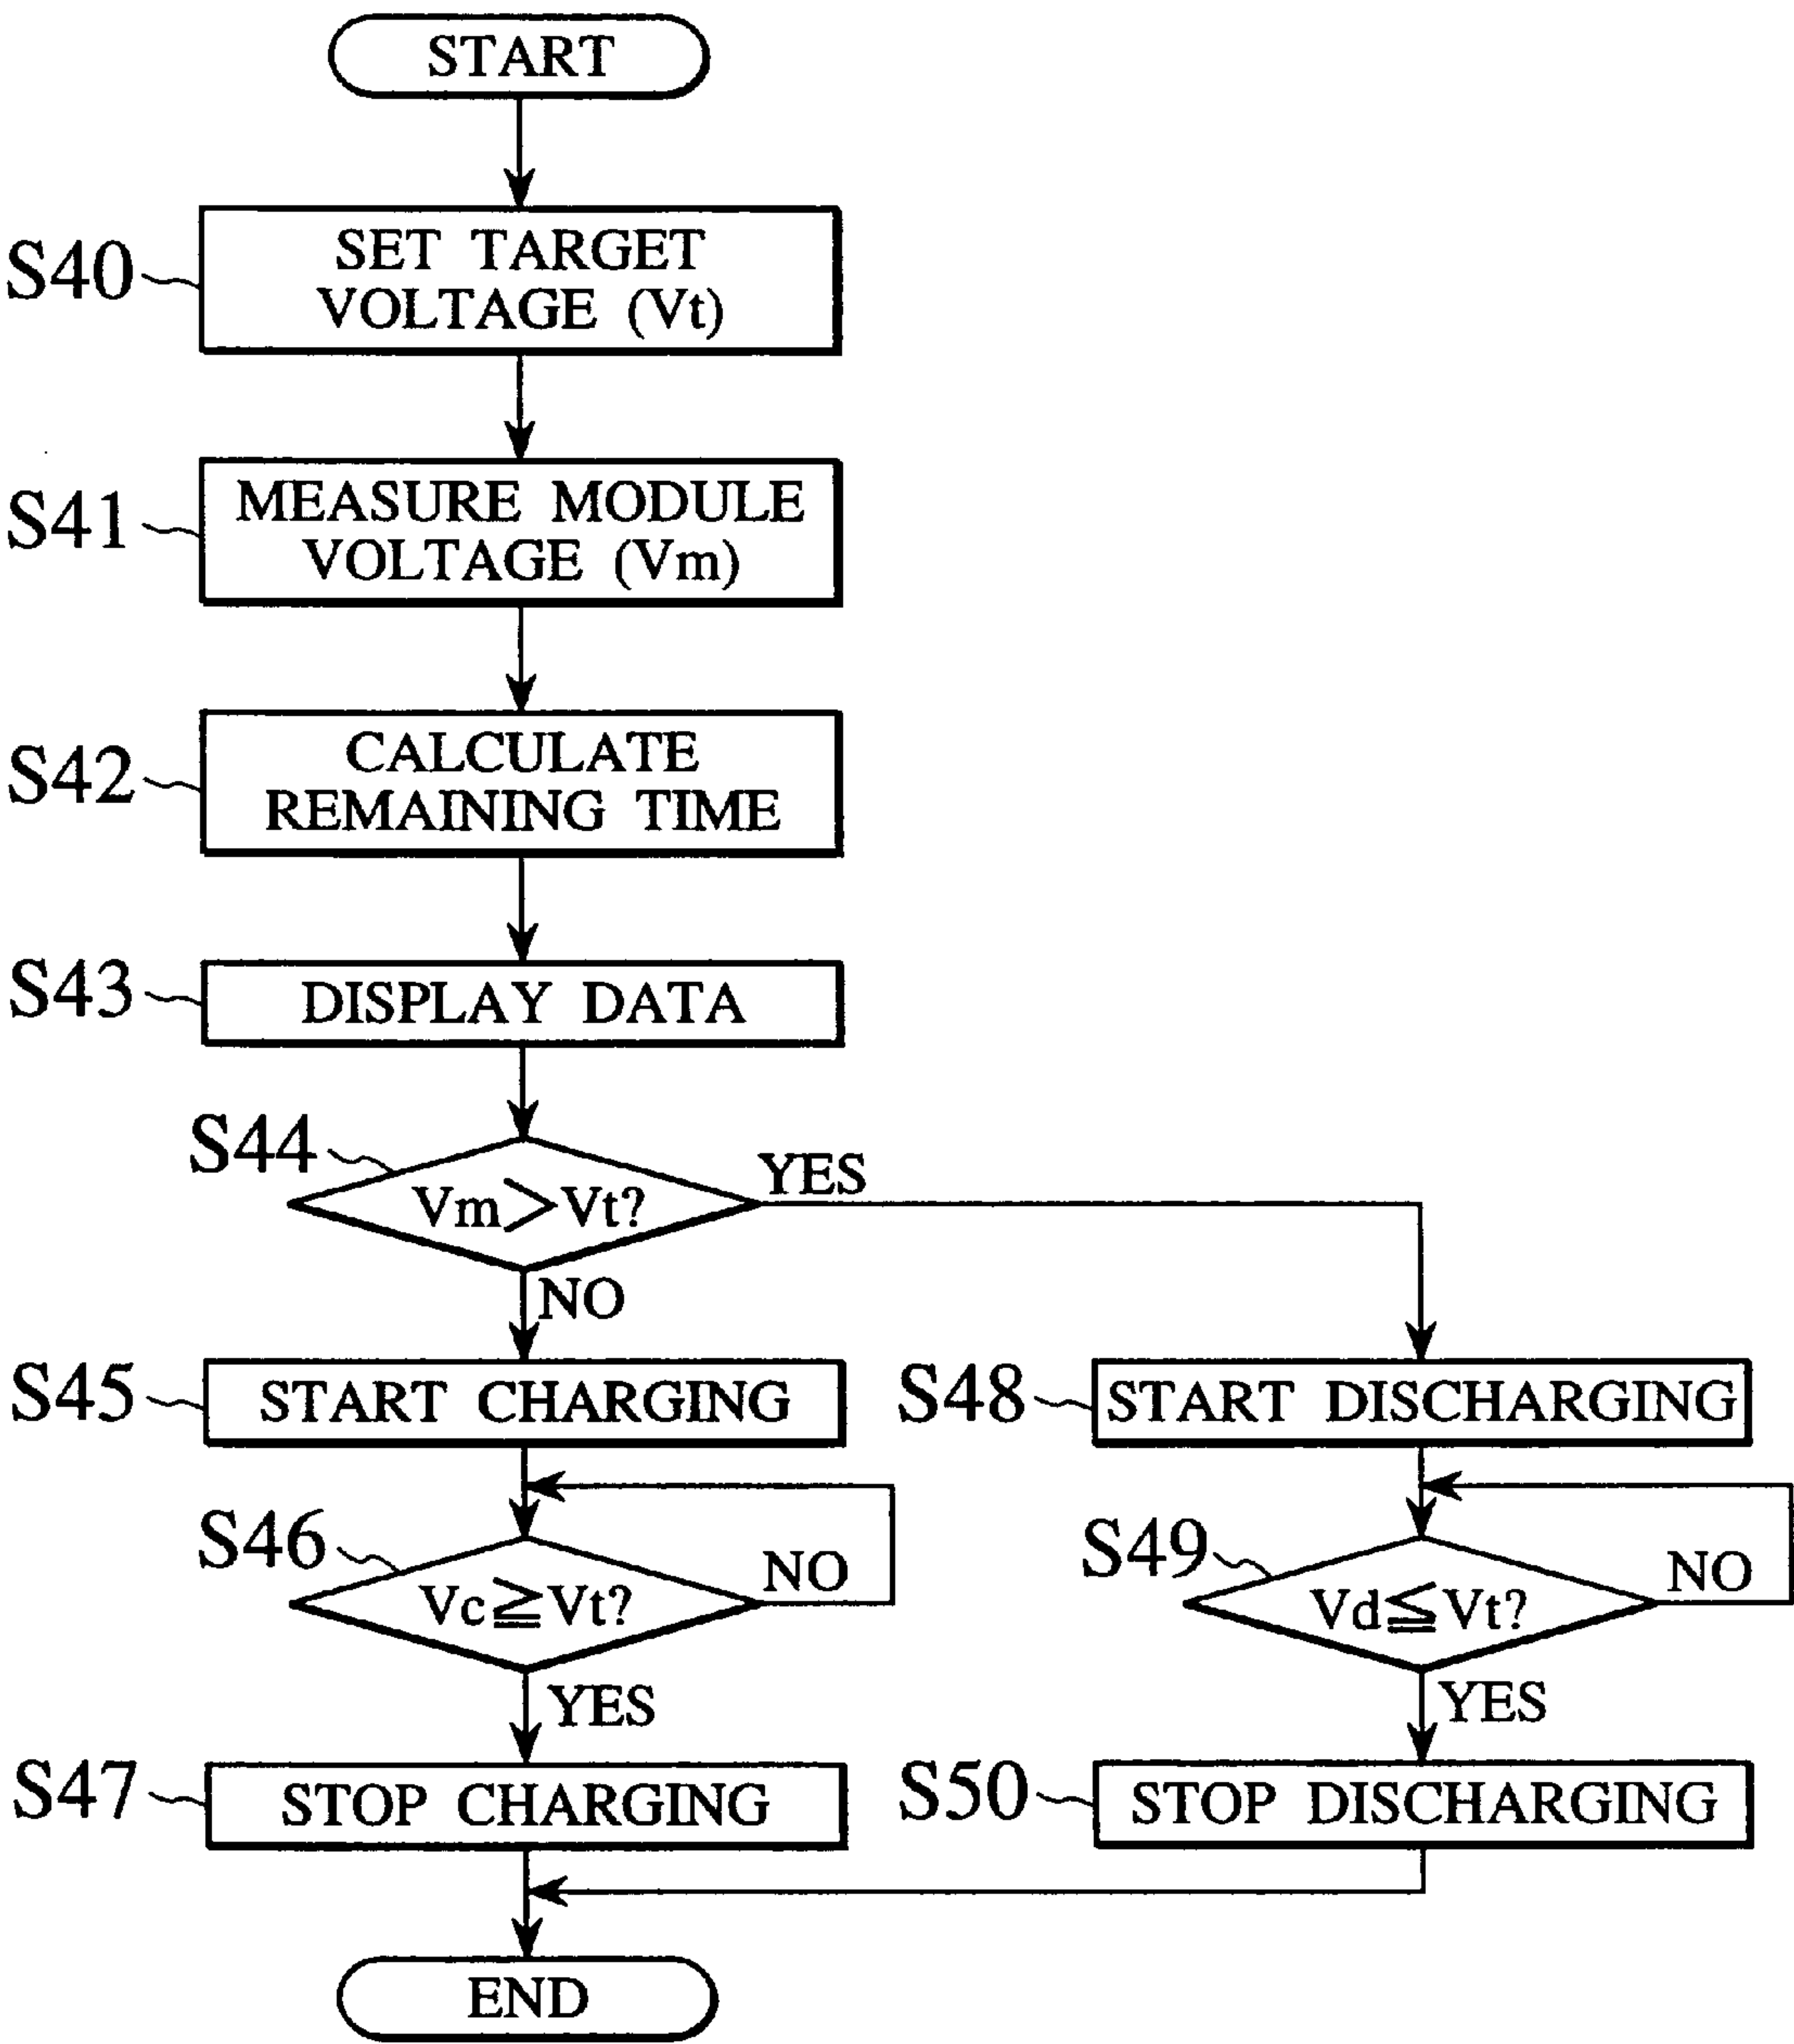 START
S40
SET TARGET
VOLTAGE (Vt)
S41
MEASURE MODULE
VOLTAGE (Vm)
S42
CALCULATE
REMAINING TIME
S43
DISPLAY DATA
S44
Vm>Vt?
YES
NO
S45
START CHARGING
S48
START DISCHARGING
S46
Vc≧Vt?
NO
S49
Vd≦Vt?
NO
YES
YES
S47
STOP CHARGING
S50
STOP DISCHARGING
END